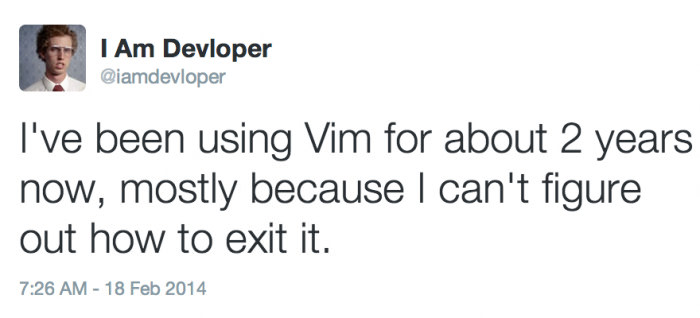 I Am Devloper
@iamdevloper
I've been using Vim for about 2 years
now, mostly because I can't figure
out how to exit it.
7:26 AM - 18 Feb 2014